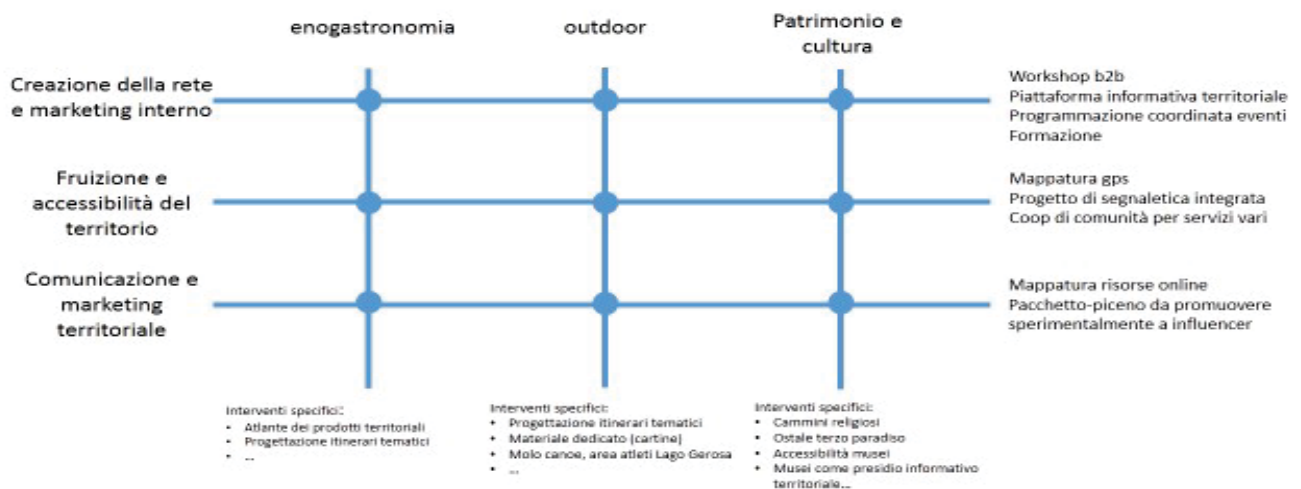 enogastronomia
outdoor
Patrimonio e
cultura
Creazione della rete
e marketing interno
Workshop b2b
Piattaforma informativa territoriale
Programmazione coordinata eventi
Formazione
Fruizione e
accessibilità del
territorio
Mappatura gps
Progetto di segnaletica integrata
Coop di comunità per servizi vari
Comunicazione e
marketing
territoriale
Mappatura risorse online
Pacchetto-piceno da promuovere
sperimentalmente a influencer
Interventi specifici:
• Atlante dei prodotti territoriali
• Progettazione itinerari tematici
• ...
Interventi specifici:
• Progettazione itinerari tematici
• Materiale dedicato (cartine)
• Molo canoe, area atleti Lago Gerosa
• ...
Interventi specifici:
• Cammini religiosi
• Ostale terzo paradiso
• Accessibilità musei
• Musei come presidio informativo
territoriale...